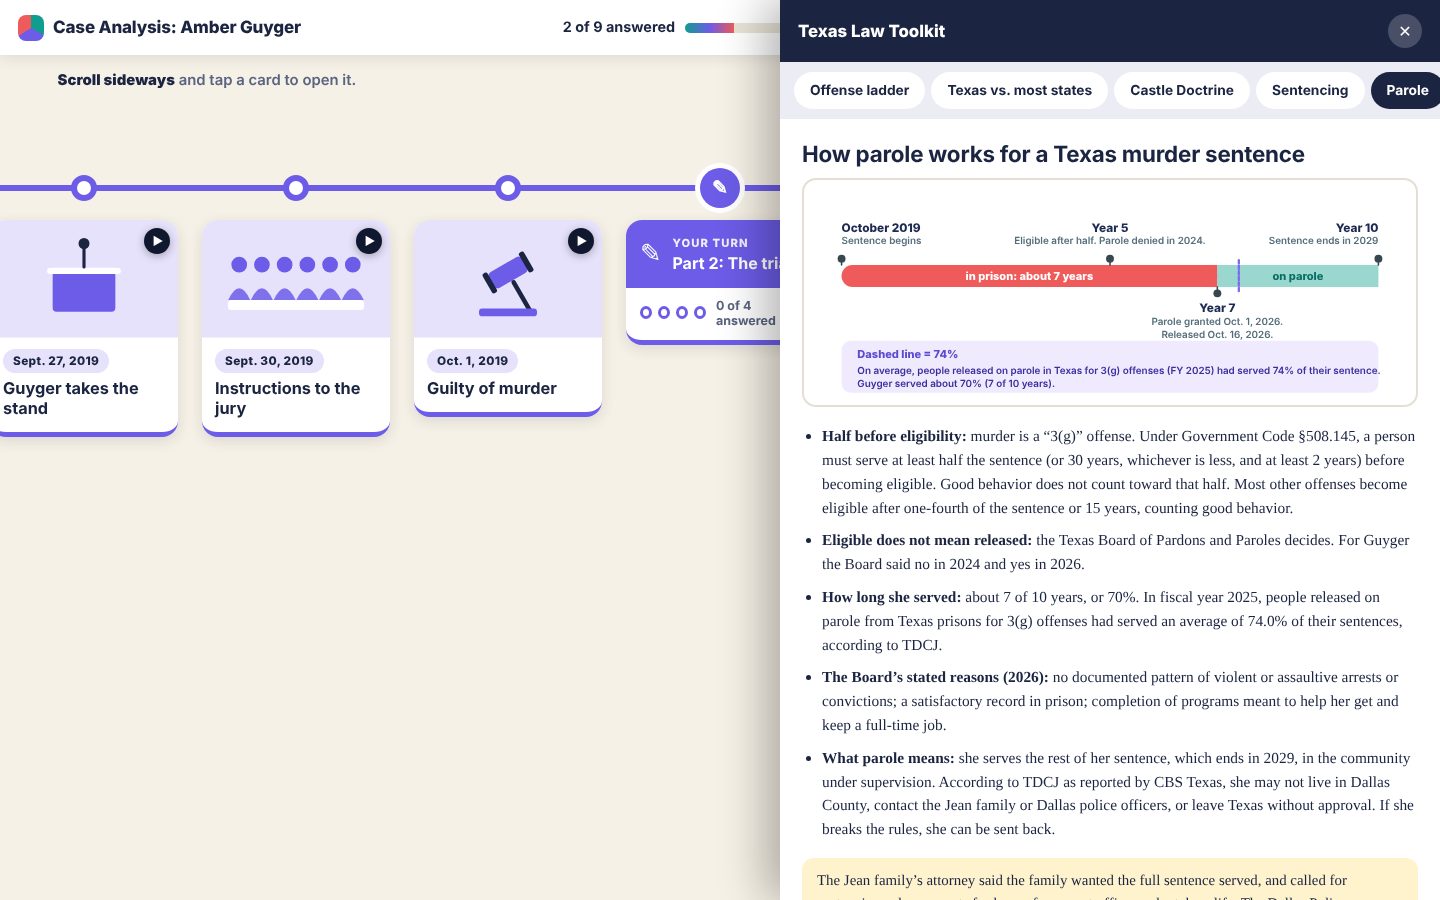 Case Analysis: Amber Guyger
2 of 9 answered
Scroll sideways and tap a card to open it.
Sept. 27, 2019
Guyger takes the
stand
Sept. 30, 2019
Instructions to the
jury
Oct. 1, 2019
Guilty of murder
YOUR TURN
Part 2: The tria
0 of 4
answered
Texas Law Toolkit
Offense ladder
Texas vs. most states
Castle Doctrine
Sentencing
Parole
How parole works for a Texas murder sentence
October 2019
Sentence begins
Year 5
Eligible after half. Parole denied in 2024.
Year 10
Sentence ends in 2029
in prison: about 7 years
on parole
Year 7
Parole granted Oct. 1, 2026.
Released Oct. 16, 2026.
Dashed line = 74%
On average, people released on parole in Texas for 3(g) offenses (FY 2025) had served 74% of their sentence.
Guyger served about 70% (7 of 10 years).
• Half before eligibility: murder is a “3(g)” offense. Under Government Code §508.145, a person
must serve at least half the sentence (or 30 years, whichever is less, and at least 2 years) before
becoming eligible. Good behavior does not count toward that half. Most other offenses become
eligible after one-fourth of the sentence or 15 years, counting good behavior.
• Eligible does not mean released: the Texas Board of Pardons and Paroles decides. For Guyger
the Board said no in 2024 and yes in 2026.
• How long she served: about 7 of 10 years, or 70%. In fiscal year 2025, people released on
parole from Texas prisons for 3(g) offenses had served an average of 74.0% of their sentences,
according to TDCJ.
• The Board’s stated reasons (2026): no documented pattern of violent or assaultive arrests or
convictions; a satisfactory record in prison; completion of programs meant to help her get and
keep a full-time job.
• What parole means: she serves the rest of her sentence, which ends in 2029, in the community
under supervision. According to TDCJ as reported by CBS Texas, she may not live in Dallas
County, contact the Jean family or Dallas police officers, or leave Texas without approval. If she
breaks the rules, she can be sent back.
The Jean family’s attorney said the family wanted the full sentence served, and called for